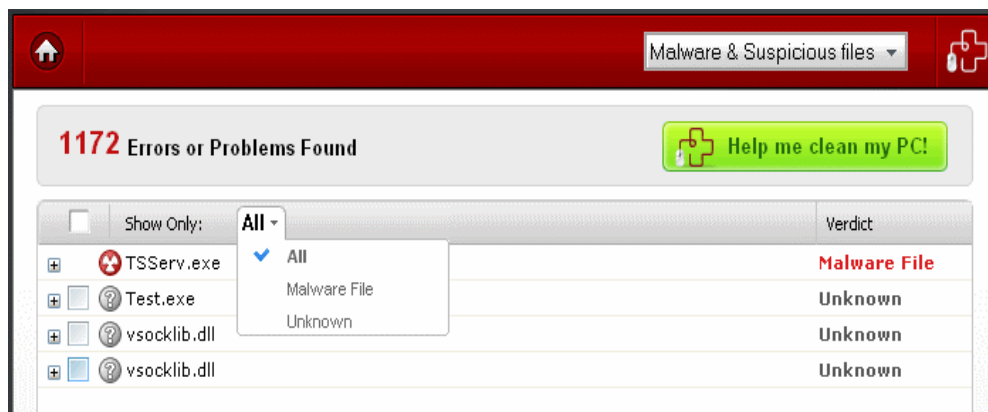 Malware & Suspicious files
1172 Errors or Problems Found
Help me clean my PC!
Show Only: All Verdict
All
TSServ.exe Malware File
Malware File
Test.exe Unknown
Unknown
vsocklib.dll Unknown
vsocklib.dll Unknown